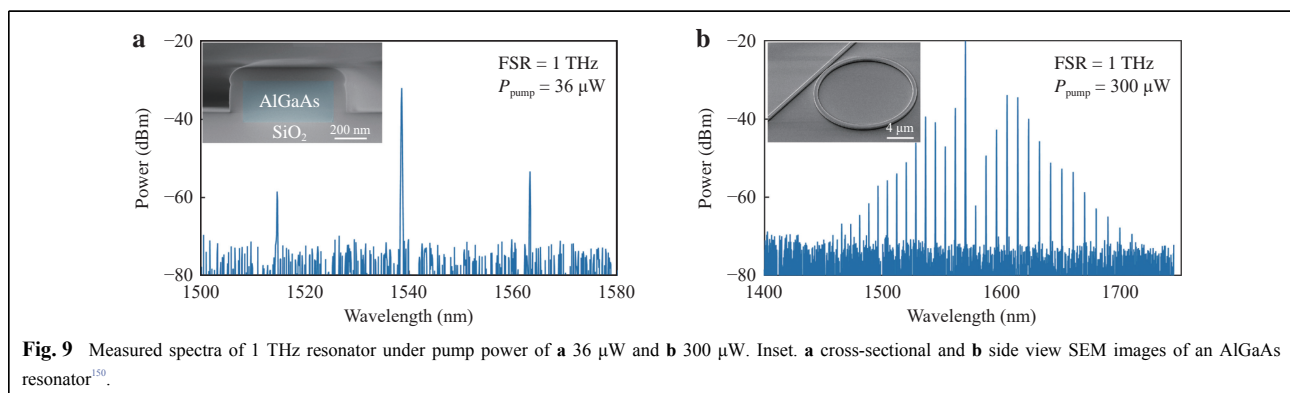 a
−20
−40
−60
−80
Power (dBm)
AlGaAs
SiO2
200 nm
FSR = 1 THz
Ppump = 36 μW
1500
1520
1540
1560
1580
Wavelength (nm)
b
−20
−40
−60
−80
Power (dBm)
4 μm
FSR = 1 THz
Ppump = 300 μW
1400
1500
1600
1700
Wavelength (nm)
Fig. 9 Measured spectra of 1 THz resonator under pump power of a 36 μW and b 300 μW. Inset. a cross-sectional and b side view SEM images of an AlGaAs
resonator150.